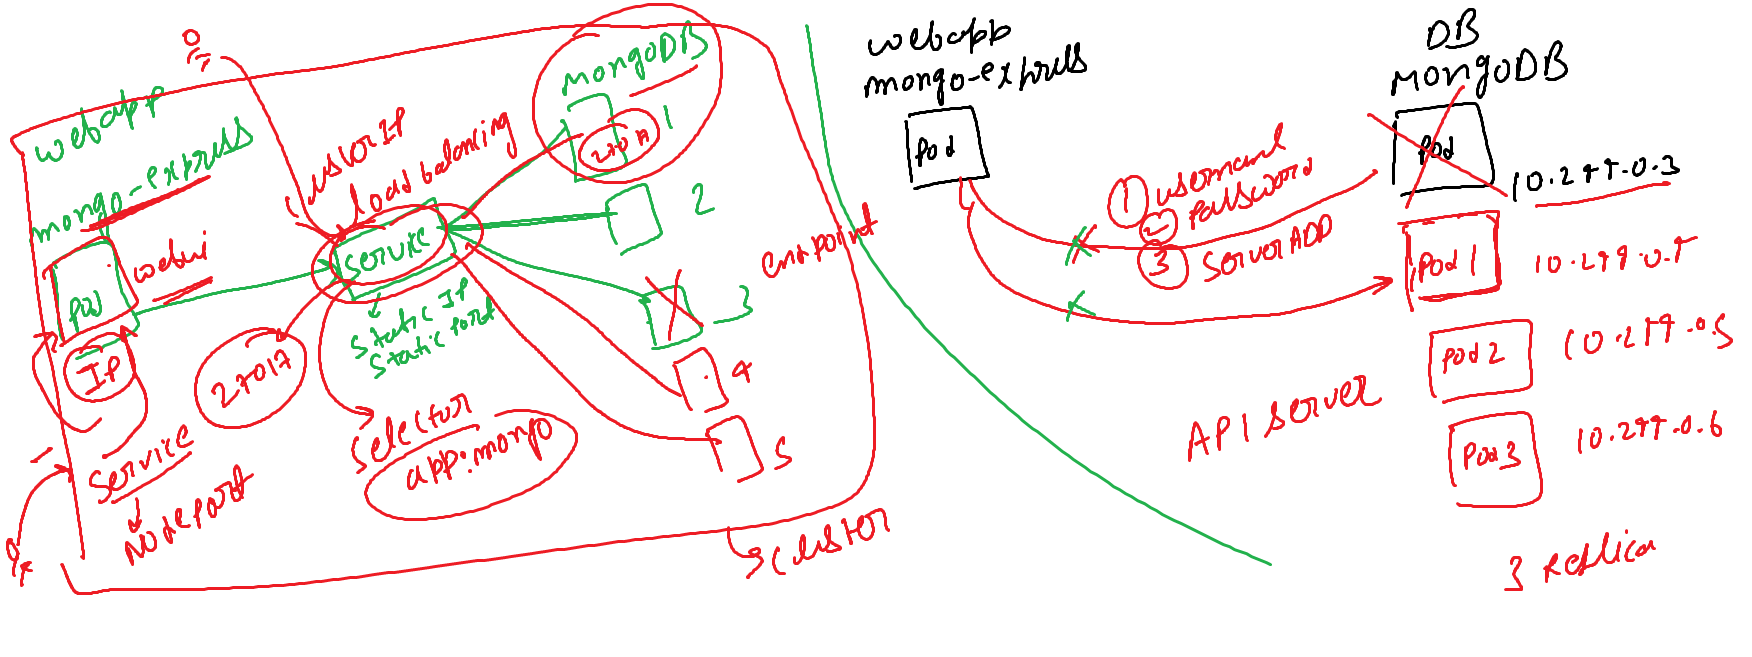 webapp
mongo-express
Pod
webui
IP
Service
NodePort
27017
clusterIP
load balancing
Service
static IP
static Port
selector
app:mongo
MongoDB
27017
1
2
3
4
5
endpoint
cluster
webapp
mongo-express
Pod
1 username
2 password
3 Server ADD
API Server
DB
MongoDB
Pod
10.244.0.3
Pod 1
10.244.0.4
Pod 2
10.244.0.5
Pod 3
10.244.0.6
3 replica